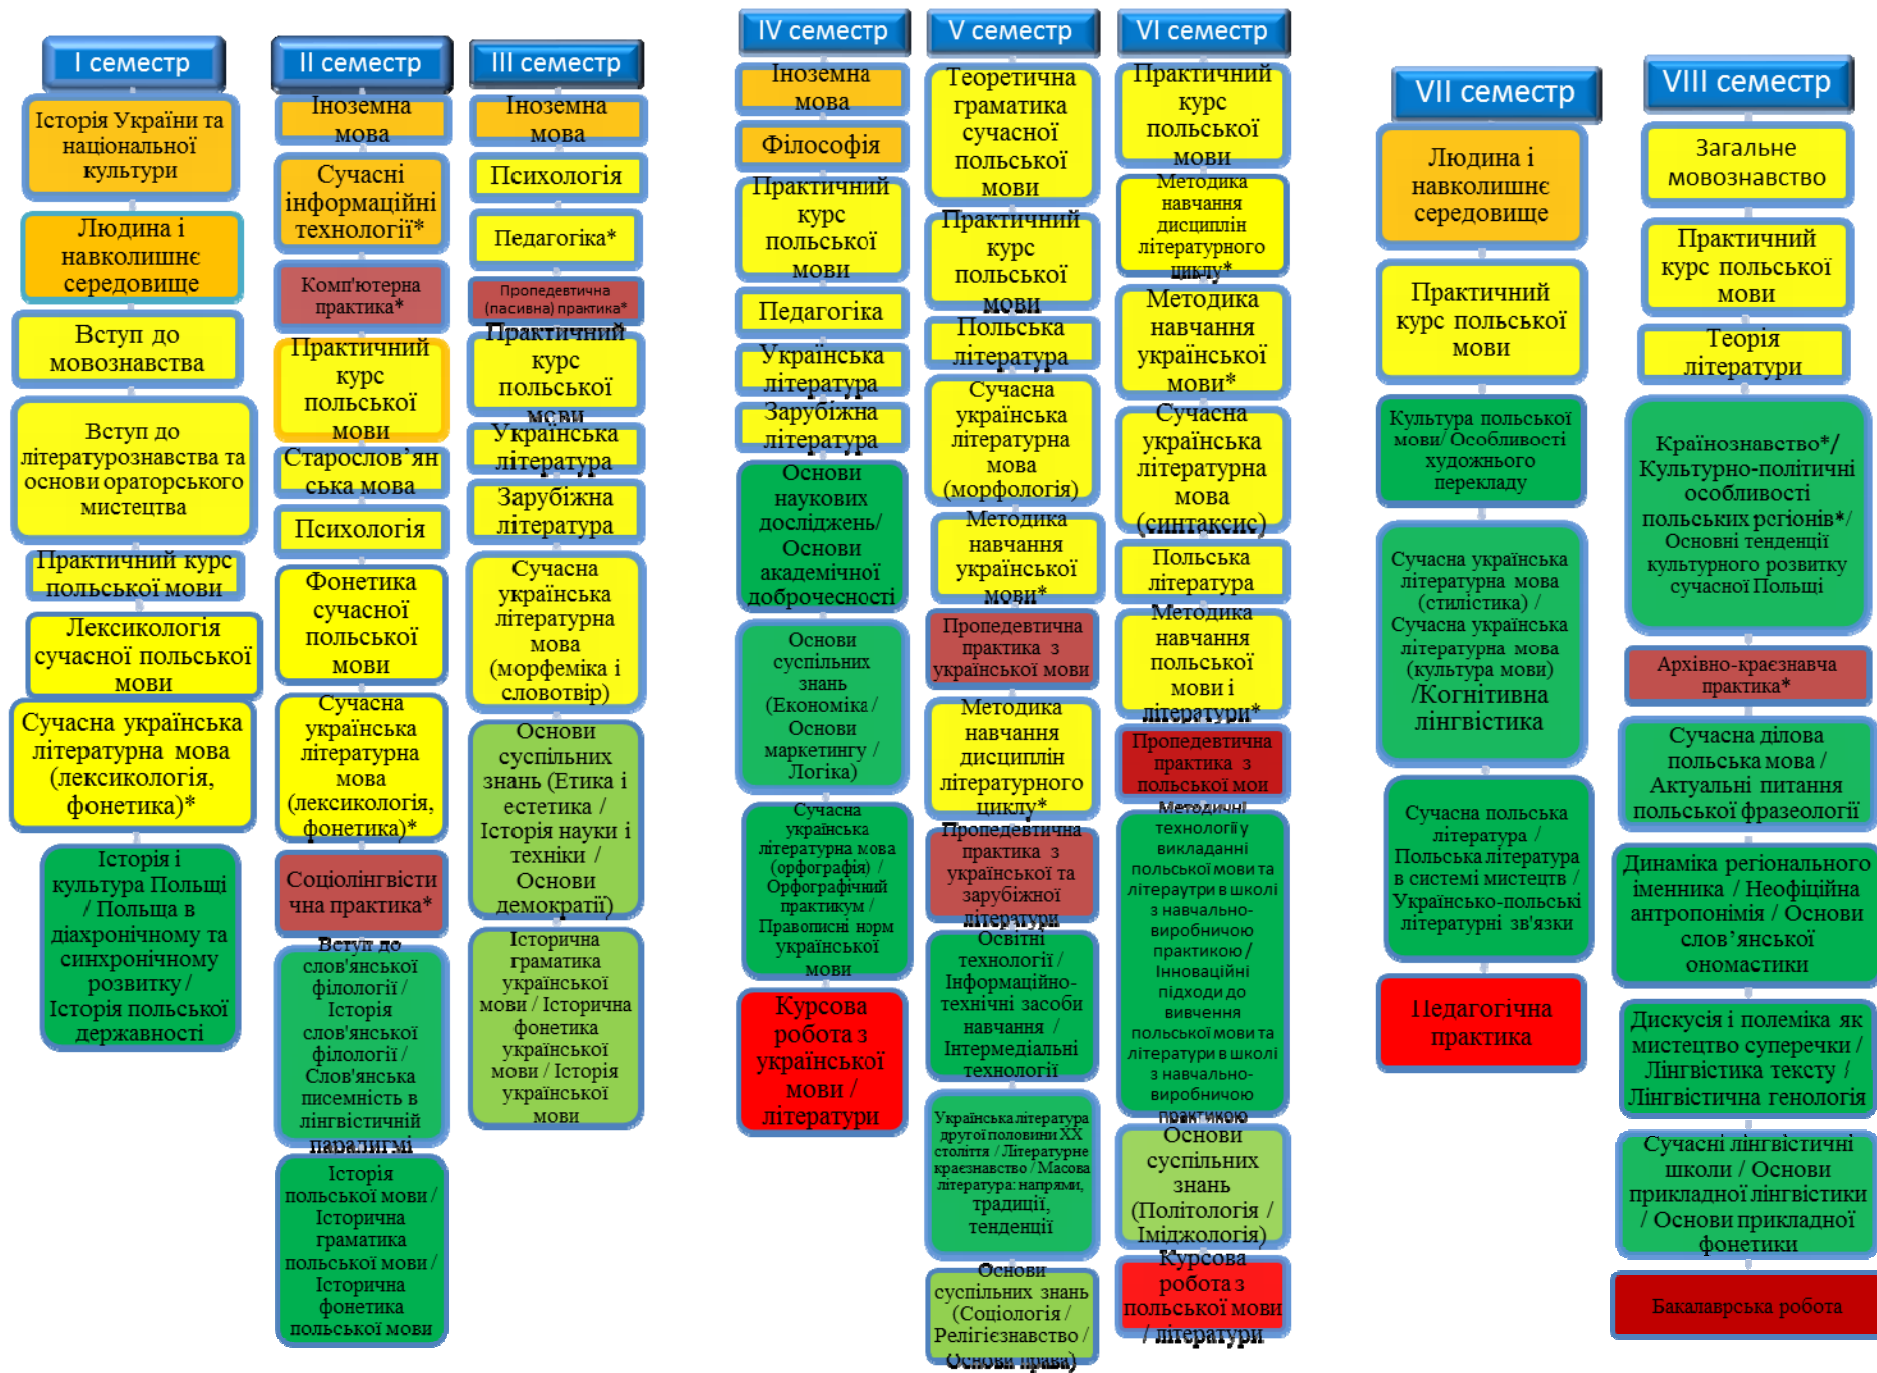 І семестр
Історія України та
національної
культури
Людина і
навколишнє
середовище
Вступ до
мовознавства
Вступ до
літературознавства та
основи ораторського
мистецтва
Практичний курс
польської мови
Лексикологія
сучасної польської
мови
Сучасна українська
літературна мова
(лексикологія,
фонетика)*
Історія і
культура Польщі
/ Польща в
діахронічному та
синхронічному
розвитку /
Історія польської
державності
ІІ семестр
Іноземна
мова
Сучасні
інформаційні
технології*
Комп'ютерна
практика*
Практичний
курс
польської
мови
Старослов’ян
ська мова
Психологія
Фонетика
сучасної
польської
мови
Сучасна
українська
літературна
мова
(лексикологія,
фонетика)*
Соціолінгвісти
чна практика*
Вступ до
слов'янської
філології /
Історія
слов'янської
філології /
Слов'янська
писемність в
лінгвістичній
парадигмі
Історія
польської мови /
Історична
граматика
польської мови /
Історична
фонетика
польської мови
ІІІ семестр
Іноземна
мова
Психологія
Педагогіка*
Пропедевтична
(пасивна) практика*
Практичний
курс
польської
мови
Українська
література
Зарубіжна
література
Сучасна
українська
літературна
мова
(морфеміка і
словотвір)
Основи
суспільних
знань (Етика і
естетика /
Історія науки і
техніки /
Основи
демократії)
Історична
граматика
української
мови / Історична
фонетика
української
мови / Історія
української
мови
IV семестр
Іноземна
мова
Філософія
Практичний
курс
польської
мови
Педагогіка
Українська
література
Зарубіжна
література
Основи
наукових
досліджень/
Основи
академічної
доброчесності
Основи
суспільних
знань
(Економіка /
Основи
маркетингу /
Логіка)
Сучасна
українська
літературна мова
(орфографія) /
Орфографічний
практикум /
Правописні норм
української
мови
Курсова
робота з
української
мови /
літератури
V семестр
Теоретична
граматика
сучасної
польської
мови
Практичний
курс
польської
мови
Польська
література
Сучасна
українська
літературна
мова
(морфологія)
Методика
навчання
української
мови*
Пропедевтична
практика з
української мови
Методика
навчання
дисциплін
літературного
циклу*
Пропедевтична
практика з
української та
зарубіжної
літератури
Освітні
технології /
Інформаційно-
технічні засоби
навчання /
Інтермедіальні
технології
Українська література
другої половини ХХ
століття / Літературне
краєзнавство / Масова
література: напрями,
традиції,
тенденції
Основи
суспільних знань
(Соціологія /
Релігієзнавство /
Основи права)
VI семестр
Практичний
курс
польської
мови
Методика
навчання
дисциплін
літературного
циклу*
Методика
навчання
української
мови*
Сучасна
українська
літературна
мова
(синтаксис)
Польська
література
Методика
навчання
польської
мови і
літератури*
Пропедевтична
практика з
польської мои
Методичні
технології у
викладанні
польської мови та
літераутри в школі
з навчально-
виробничою
практикою /
Інноваційні
підходи до
вивчення
польської мови та
літератури в школі
з навчально-
виробничою
практикою
Основи
суспільних
знань
(Політологія /
Іміджологія)
Курсова
робота з
польської мови
/ літератури
VII семестр
Людина і
навколишнє
середовище
Практичний
курс польської
мови
Культура польської
мови/ Особливості
художнього
перекладу
Сучасна українська
літературна мова
(стилістика) /
Сучасна українська
літературна мова
(культура мови)
/Когнітивна
лінгвістика
Сучасна польська
література /
Польська література
в системі мистецтв /
Українсько-польські
літературні зв'язки
Педагогічна
практика
VIII семестр
Загальне
мовознавство
Практичний
курс польської
мови
Теорія
літератури
Країнознавство*/
Культурно-політичні
особливості
польських регіонів*/
Основні тенденції
культурного розвитку
сучасної Польщі
Архівно-краєзнавча
практика*
Сучасна ділова
польська мова /
Актуальні питання
польської фразеології
Динаміка регіонального
іменника / Неофіційна
антропонімія / Основи
слов’янської
ономастики
Дискусія і полеміка як
мистецтво суперечки /
Лінгвістика тексту /
Лінгвістична генологія
Сучасні лінгвістичні
школи / Основи
прикладної лінгвістики
/ Основи прикладної
фонетики
Бакалаврська робота